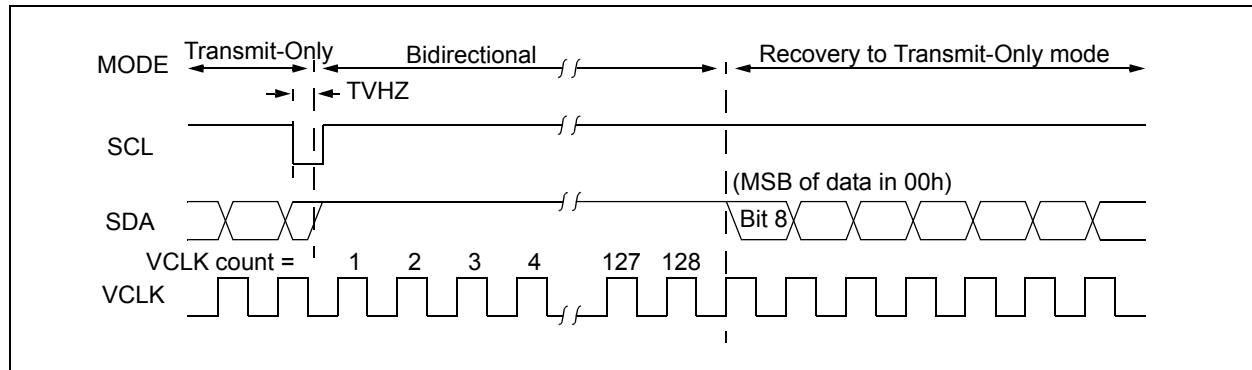 MODE Transmit-Only Bidirectional Recovery to Transmit-Only mode
TVHZ
SCL
(MSB of data in 00h)
SDA Bit 8
VCLK count = 1 2 3 4 127 128
VCLK